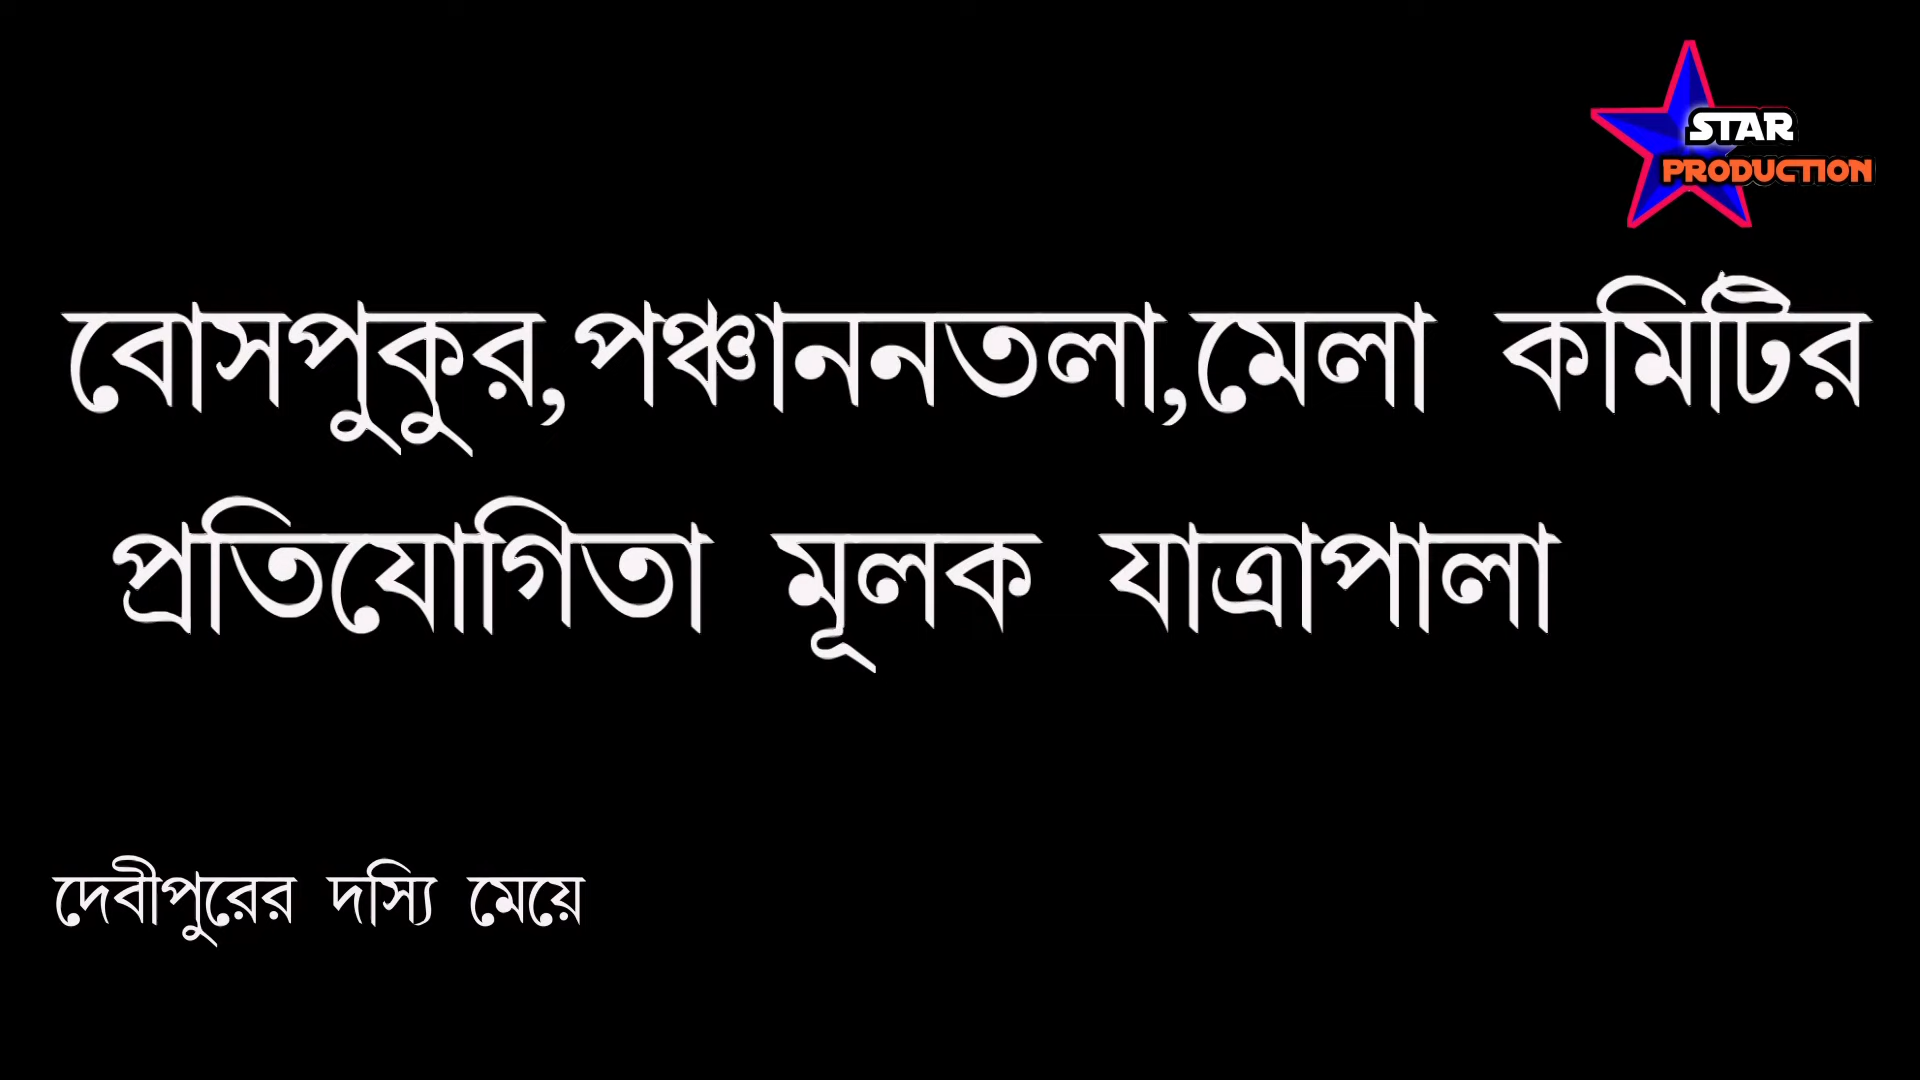 STAR
PRODUCTION
বোসপুকুর,পঞ্চাননতলা,মেলা কমিটির
প্রতিযোগিতা মূলক যাত্রাপালা
দেবীপুরের দস্যি মেয়ে